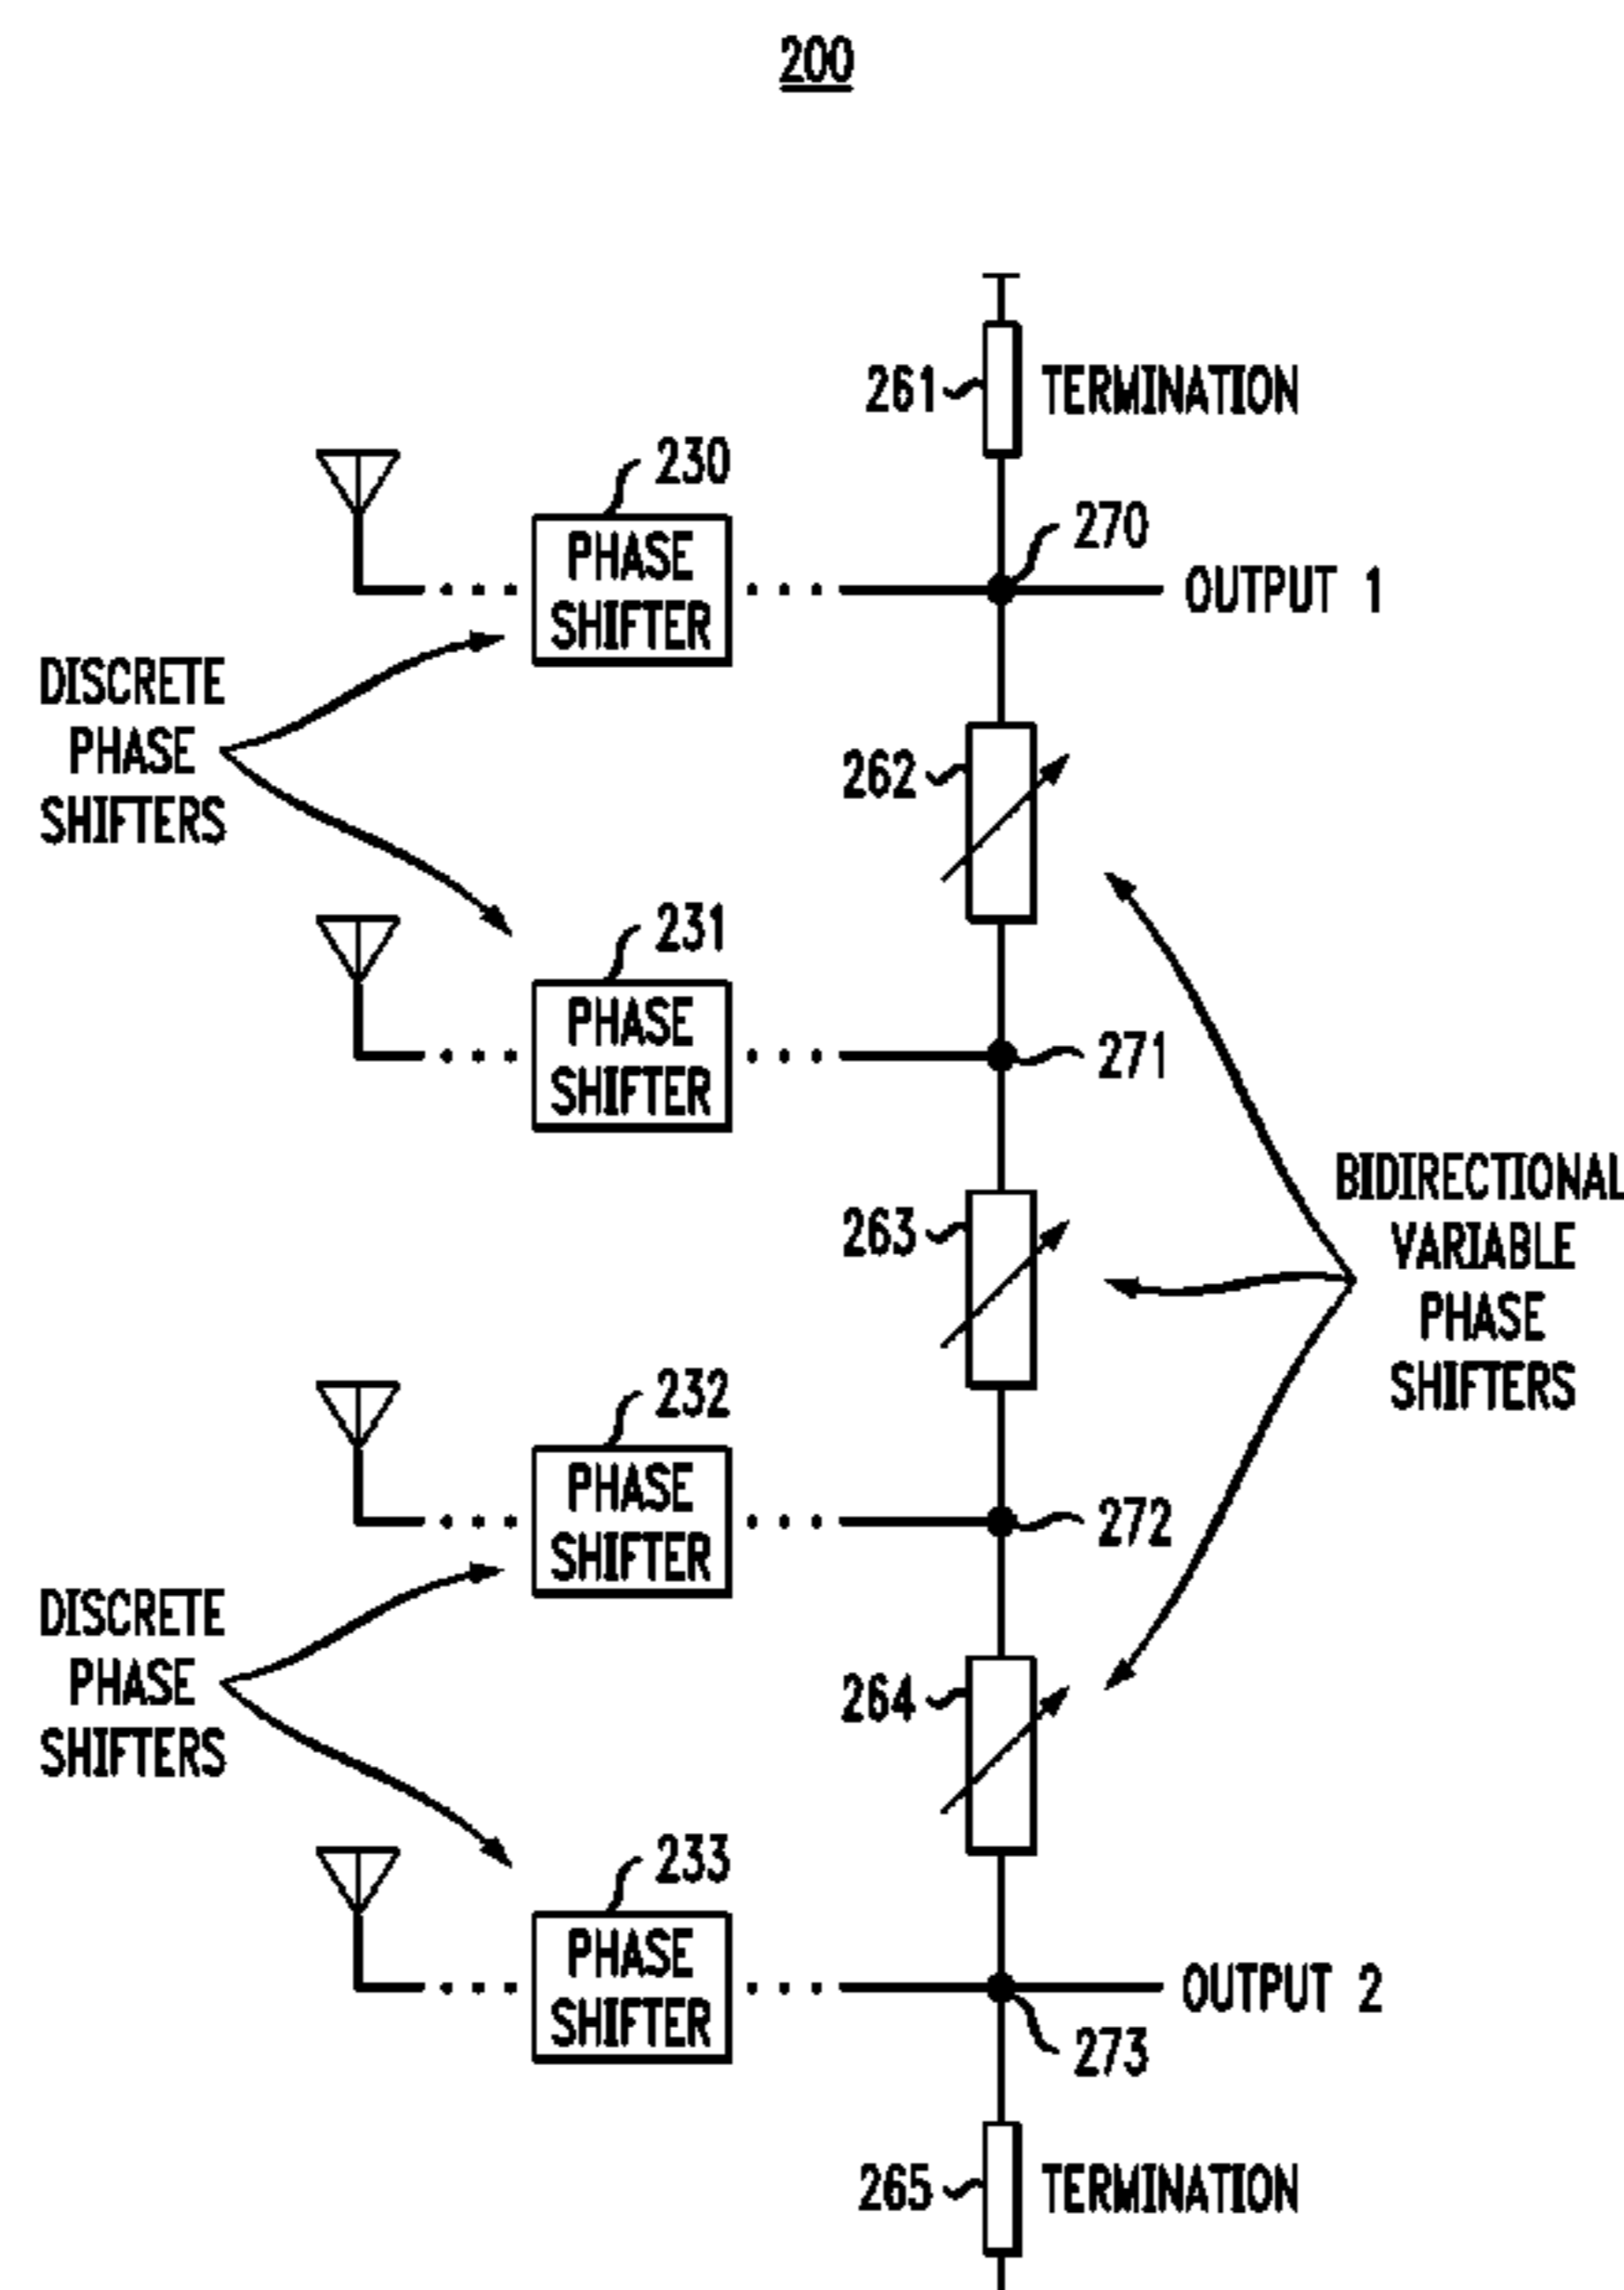 200
261
TERMINATION
230
PHASE
SHIFTER
270
OUTPUT 1
DISCRETE
PHASE
SHIFTERS
262
231
PHASE
SHIFTER
271
BIDIRECTIONAL
VARIABLE
PHASE
SHIFTERS
263
232
PHASE
SHIFTER
272
DISCRETE
PHASE
SHIFTERS
264
233
PHASE
SHIFTER
OUTPUT 2
273
265
TERMINATION